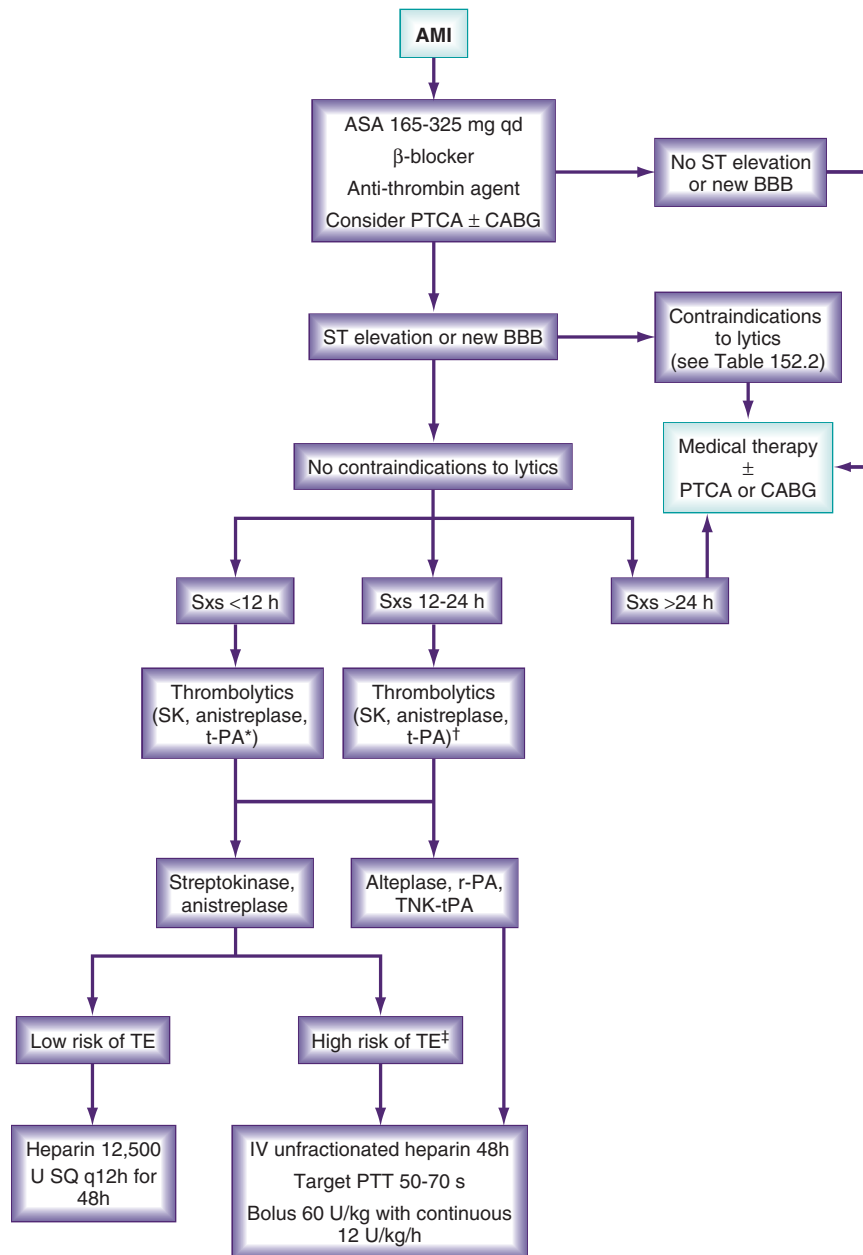 AMI
ASA 165-325 mg qd
β-blocker
Anti-thrombin agent
Consider PTCA ± CABG
No ST elevation
or new BBB
ST elevation or new BBB
Contraindications
to lytics
(see Table 152.2)
No contraindications to lytics
Medical therapy
±
PTCA or CABG
Sxs <12 h
Sxs 12-24 h
Sxs >24 h
Thrombolytics
(SK, anistreplase,
t-PA*)
Thrombolytics
(SK, anistreplase,
t-PA)†
Streptokinase,
anistreplase
Alteplase, r-PA,
TNK-tPA
Low risk of TE
High risk of TE‡
Heparin 12,500
U SQ q12h for
48h
IV unfractionated heparin 48h
Target PTT 50-70 s
Bolus 60 U/kg with continuous
12 U/kg/h